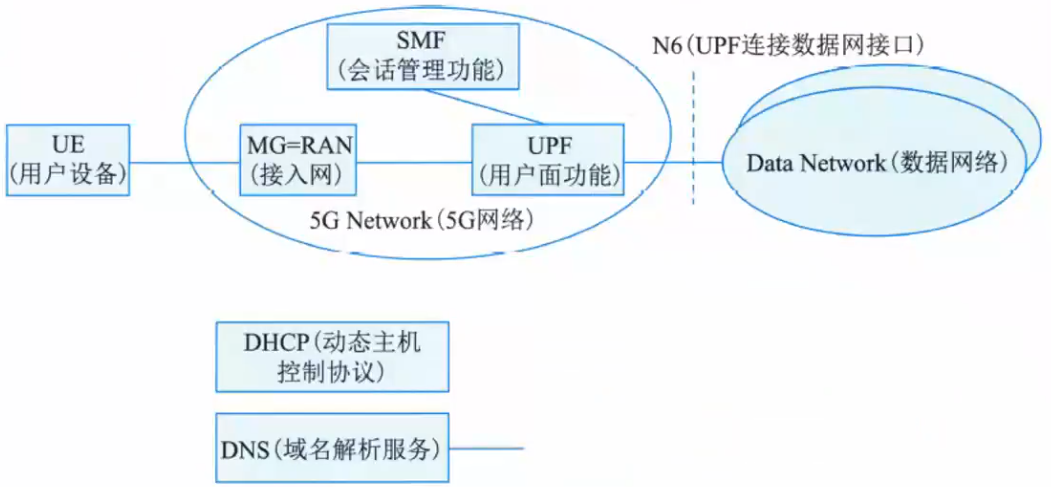 SMF
(会话管理功能)
N6(UPF连接数据网接口)
UE
(用户设备)
MG=RAN
(接入网)
UPF
(用户面功能)
Data Network(数据网络)
5G Network(5G网络)
DHCP(动态主机
控制协议)
DNS(域名解析服务)